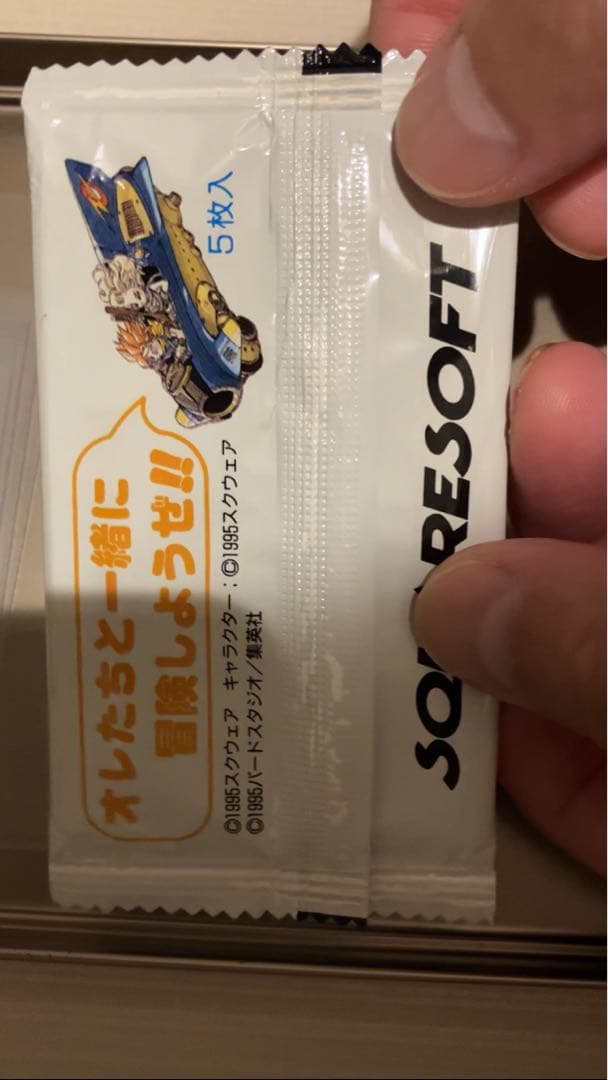 オレたちと一緒に
冒険しようぜ!!
5枚入
©1995スクウェア キャラクター:©1995スクウェア
©1995バードスタジオ/集英社
SQUARESOFT